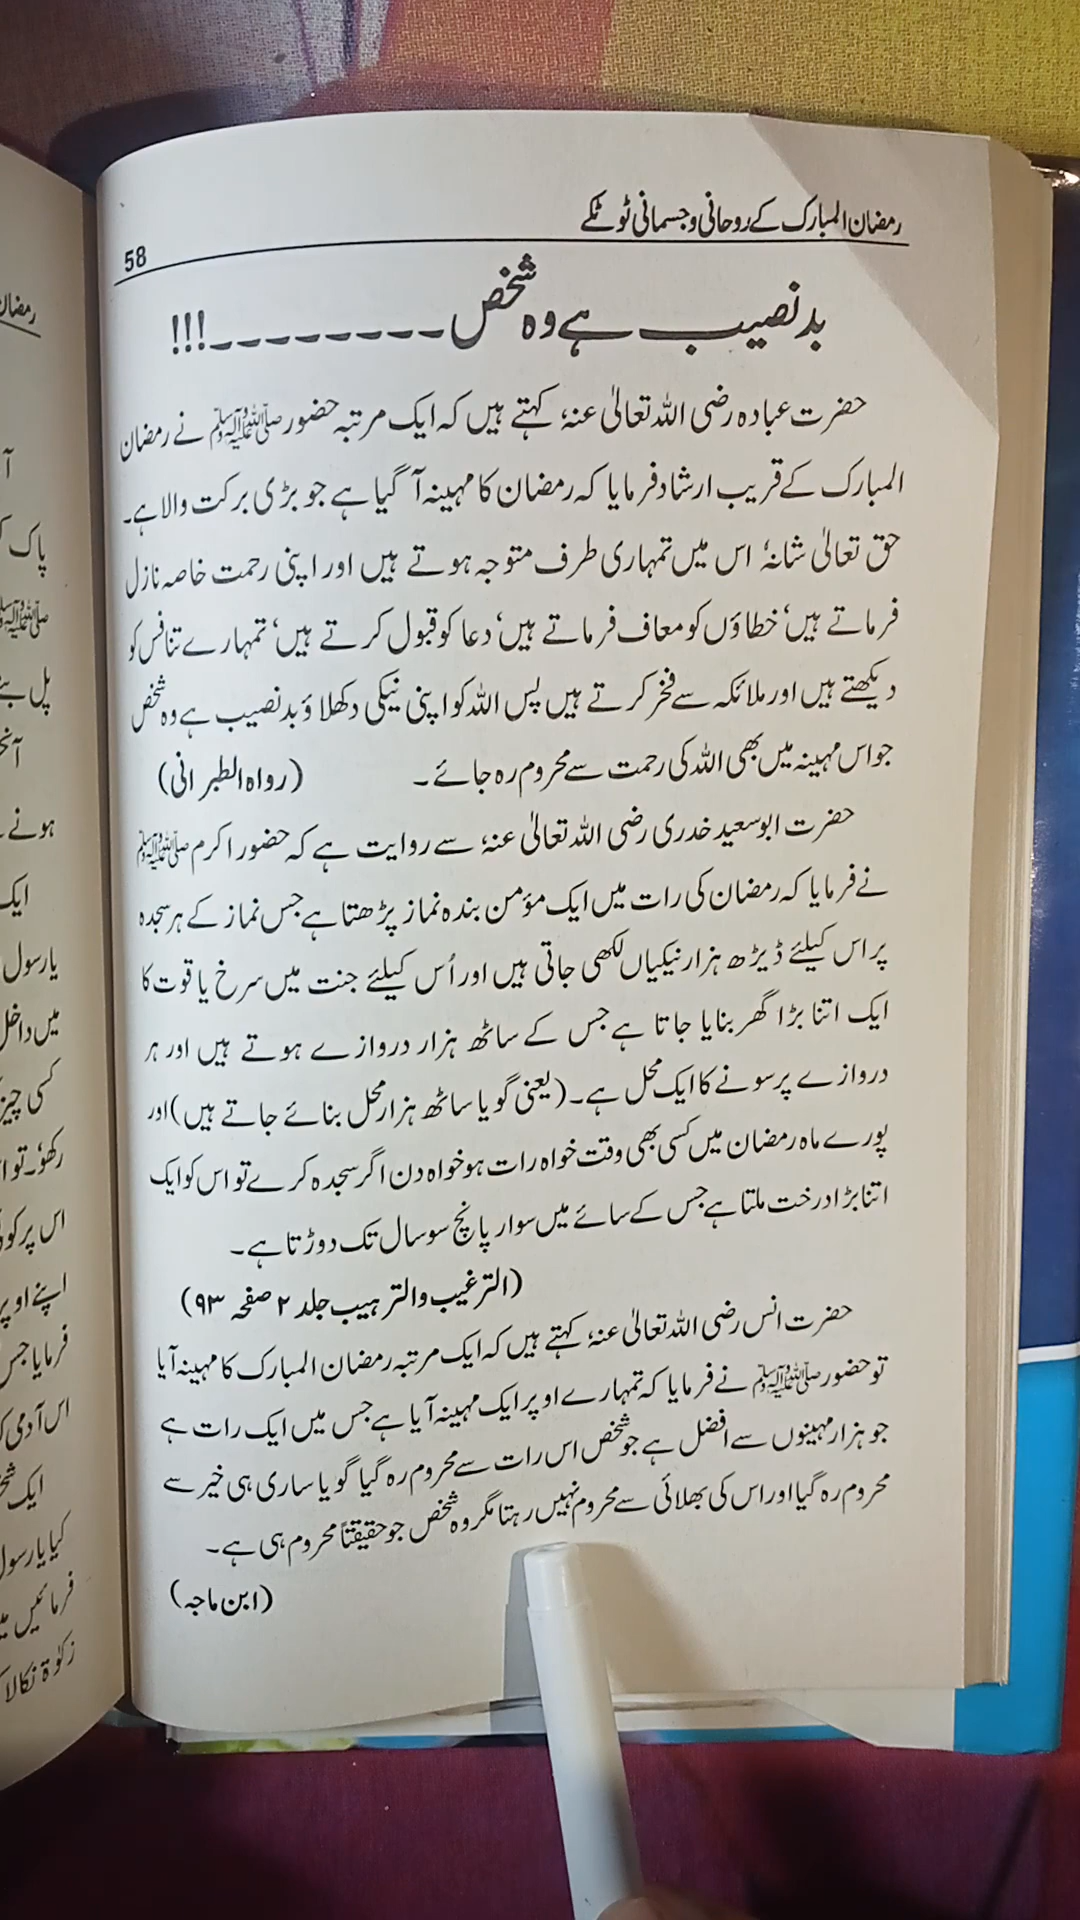 رمضان المبارک کے روحانی و جسمانی ٹوٹکے
58
بدنصیب ہے وہ شخص ۔۔۔۔۔۔۔۔!!!
حضرت عبادہ رضی اللہ تعالیٰ عنہٗ کہتے ہیں کہ ایک مرتبہ حضور ﷺ نے رمضان
المبارک کے قریب ارشاد فرمایا کہ رمضان کا مہینہ آ گیا ہے جو بڑی برکت والا ہے۔
حق تعالیٰ شانہٗ اس میں تمہاری طرف متوجہ ہوتے ہیں اور اپنی رحمت خاصہ نازل
فرماتے ہیں‘ خطاؤں کو معاف فرماتے ہیں‘ دعا کو قبول کرتے ہیں‘ تمہارے تنافس کو
دیکھتے ہیں اور ملائکہ سے فخر کرتے ہیں پس اللہ کو اپنی نیکی دکھلاؤ بدنصیب ہے وہ شخص
جو اس مہینہ میں بھی اللہ کی رحمت سے محروم رہ جائے۔ (رواہ الطبرانی)
حضرت ابوسعید خدری رضی اللہ تعالیٰ عنہٗ سے روایت ہے کہ حضور اکرم ﷺ
نے فرمایا کہ رمضان کی رات میں ایک مؤمن بندہ نماز پڑھتا ہے جس نماز کے ہر سجدہ
پر اس کیلئے ڈیڑھ ہزار نیکیاں لکھی جاتی ہیں اور اُس کیلئے جنت میں سرخ یاقوت کا
ایک اتنا بڑا گھر بنایا جاتا ہے جس کے ساٹھ ہزار دروازے ہوتے ہیں اور ہر
دروازے پر سونے کا ایک محل ہے۔ (یعنی گویا ساٹھ ہزار محل بنائے جاتے ہیں) اور
پورے ماہ رمضان میں کسی بھی وقت خواہ رات ہو خواہ دن اگر سجدہ کرے تو اس کو ایک
اتنا بڑا درخت ملتا ہے جس کے سائے میں سوار پانچ سو سال تک دوڑتا ہے۔
(الترغیب والترہیب جلد ۲ صفحہ ۹۳)
حضرت انس رضی اللہ تعالیٰ عنہٗ کہتے ہیں کہ ایک مرتبہ رمضان المبارک کا مہینہ آیا
تو حضور ﷺ نے فرمایا کہ تمہارے اوپر ایک مہینہ آیا ہے جس میں ایک رات ہے
جو ہزار مہینوں سے افضل ہے جو شخص اس رات سے محروم رہ گیا گویا ساری ہی خیر سے
محروم رہ گیا اور اس کی بھلائی سے محروم نہیں رہتا مگر وہ شخص جو حقیقتاً محروم ہی ہے۔
(ابن ماجہ)